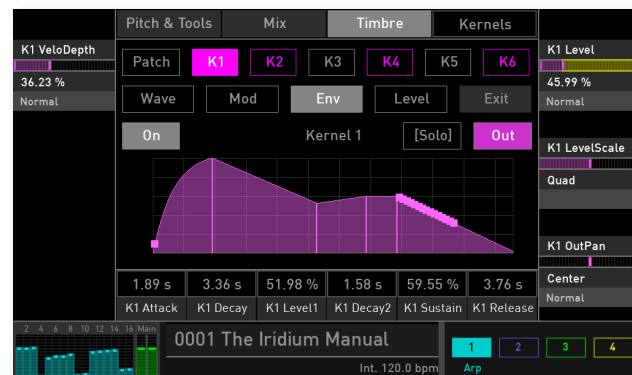 Pitch & Tools Mix Timbre Kernels
K1 VeloDepth
36.23 %
Normal
Patch K1 K2 K3 K4 K5 K6
Wave Mod Env Level Exit
On Kernel 1 [Solo] Out
K1 Level
45.99 %
Normal
K1 LevelScale
Quad
K1 OutPan
Center
Normal
1.89 s 3.36 s 51.98 % 1.58 s 59.55 % 3.76 s
K1 Attack K1 Decay K1 Level1 K1 Decay2 K1 Sustain K1 Release
2 4 6 8 10 12 14 16 Main
0001 The Iridium Manual
Int. 120.0 bpm
1 2 3 4
Arp